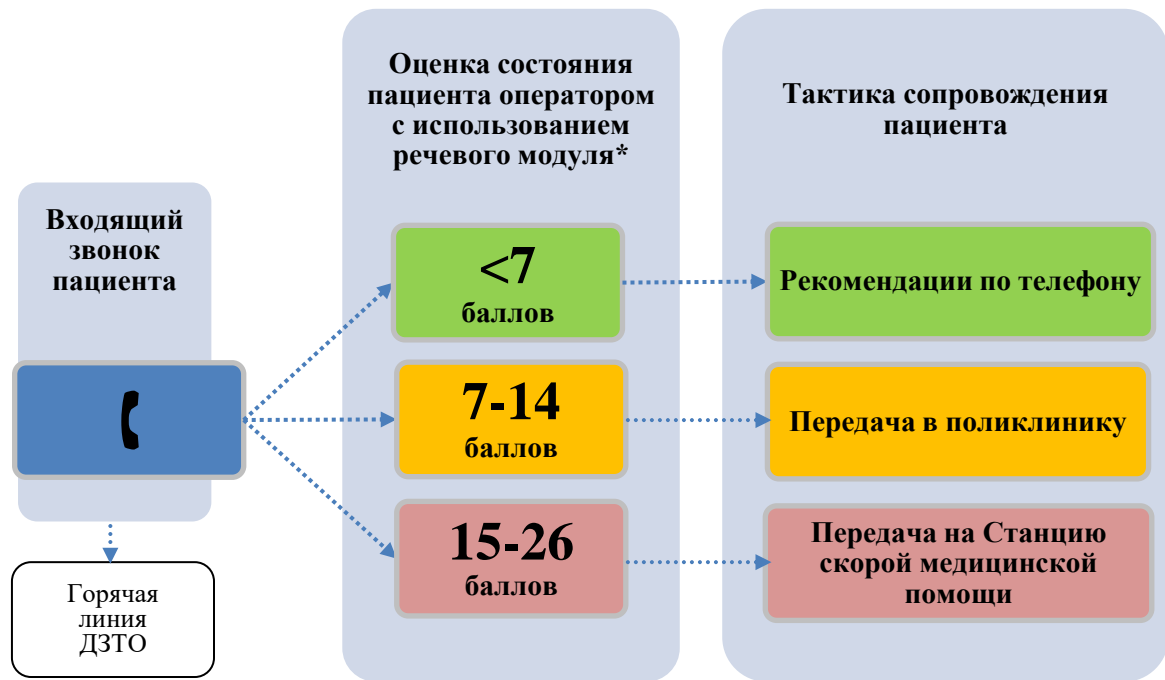 Входящий
звонок
пациента
Горячая
линия
ДЗТО
Оценка состояния
пациента оператором
с использованием
речевого модуля*
<7
баллов
7-14
баллов
15-26
баллов
Тактика сопровождения
пациента
Рекомендации по телефону
Передача в поликлинику
Передача на Станцию
скорой медицинской
помощи